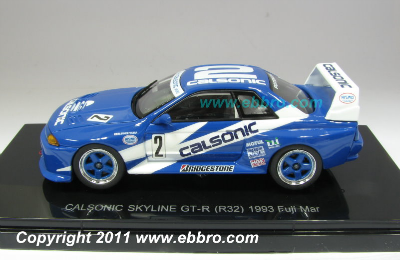 2
CALSONIC
www.ebbro.com
CALSONIC
2
CALSONIC
BRIDGESTONE
CALSONIC SKYLINE GT-R (R32) 1993 Fuji Mar
Copyright 2011 www.ebbro.com